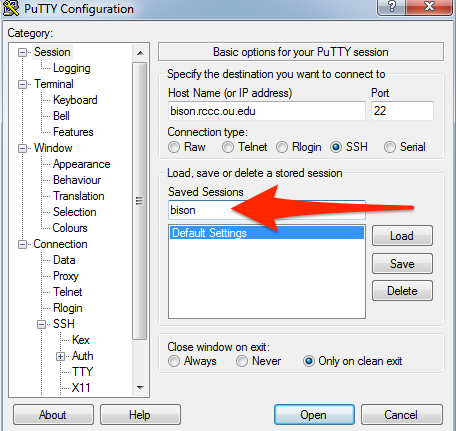 PuTTY Configuration
Category:
Session
Logging
Terminal
Keyboard
Bell
Features
Window
Appearance
Behaviour
Translation
Selection
Colours
Connection
Data
Proxy
Telnet
Rlogin
SSH
Kex
Auth
TTY
X11
Basic options for your PuTTY session
Specify the destination you want to connect to
Host Name (or IP address) Port
bison.rccc.ou.edu 22
Connection type:
Raw Telnet Rlogin SSH Serial
Load, save or delete a stored session
Saved Sessions
bison
Default Settings
Load
Save
Delete
Close window on exit:
Always Never Only on clean exit
About Help Open Cancel